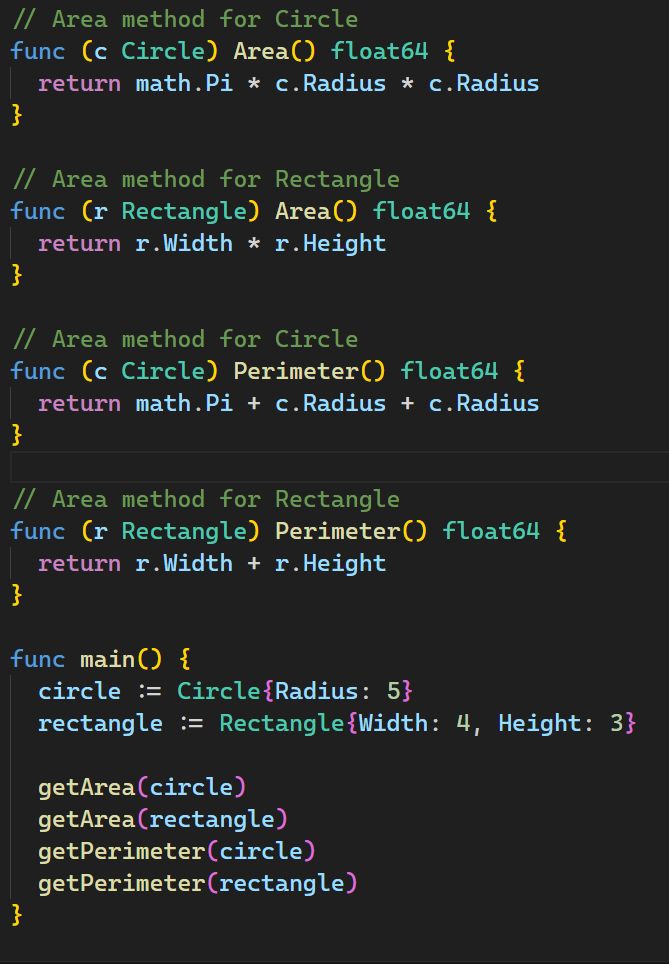 // Area method for Circle
func (c Circle) Area() float64 {
  return math.Pi * c.Radius * c.Radius
}

// Area method for Rectangle
func (r Rectangle) Area() float64 {
  return r.Width * r.Height
}

// Area method for Circle
func (c Circle) Perimeter() float64 {
  return math.Pi + c.Radius + c.Radius
}

// Area method for Rectangle
func (r Rectangle) Perimeter() float64 {
  return r.Width + r.Height
}

func main() {
  circle := Circle{Radius: 5}
  rectangle := Rectangle{Width: 4, Height: 3}

  getArea(circle)
  getArea(rectangle)
  getPerimeter(circle)
  getPerimeter(rectangle)
}